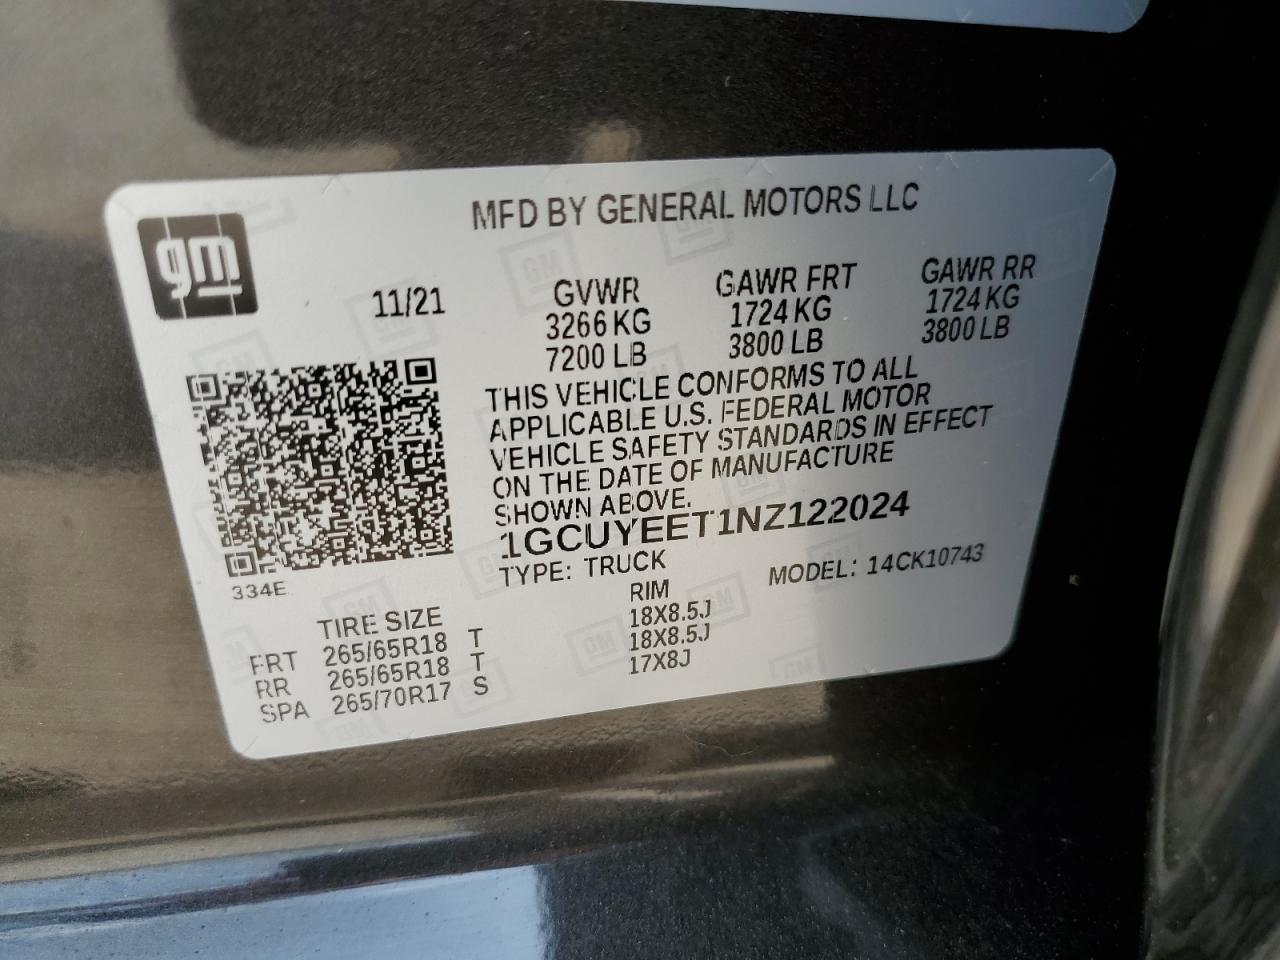 MFD BY GENERAL MOTORS LLC
gm
11/21
GVWR
3266 KG
7200 LB
GAWR FRT
1724 KG
3800 LB
GAWR RR
1724 KG
3800 LB
THIS VEHICLE CONFORMS TO ALL
APPLICABLE U.S. FEDERAL MOTOR
VEHICLE SAFETY STANDARDS IN EFFECT
ON THE DATE OF MANUFACTURE
SHOWN ABOVE.
1GCUYEET1NZ122024
TYPE: TRUCK MODEL: 14CK10743
334E
TIRE SIZE RIM
FRT 265/65R18 T 18X8.5J
RR 265/65R18 T 18X8.5J
SPA 265/70R17 S 17X8J